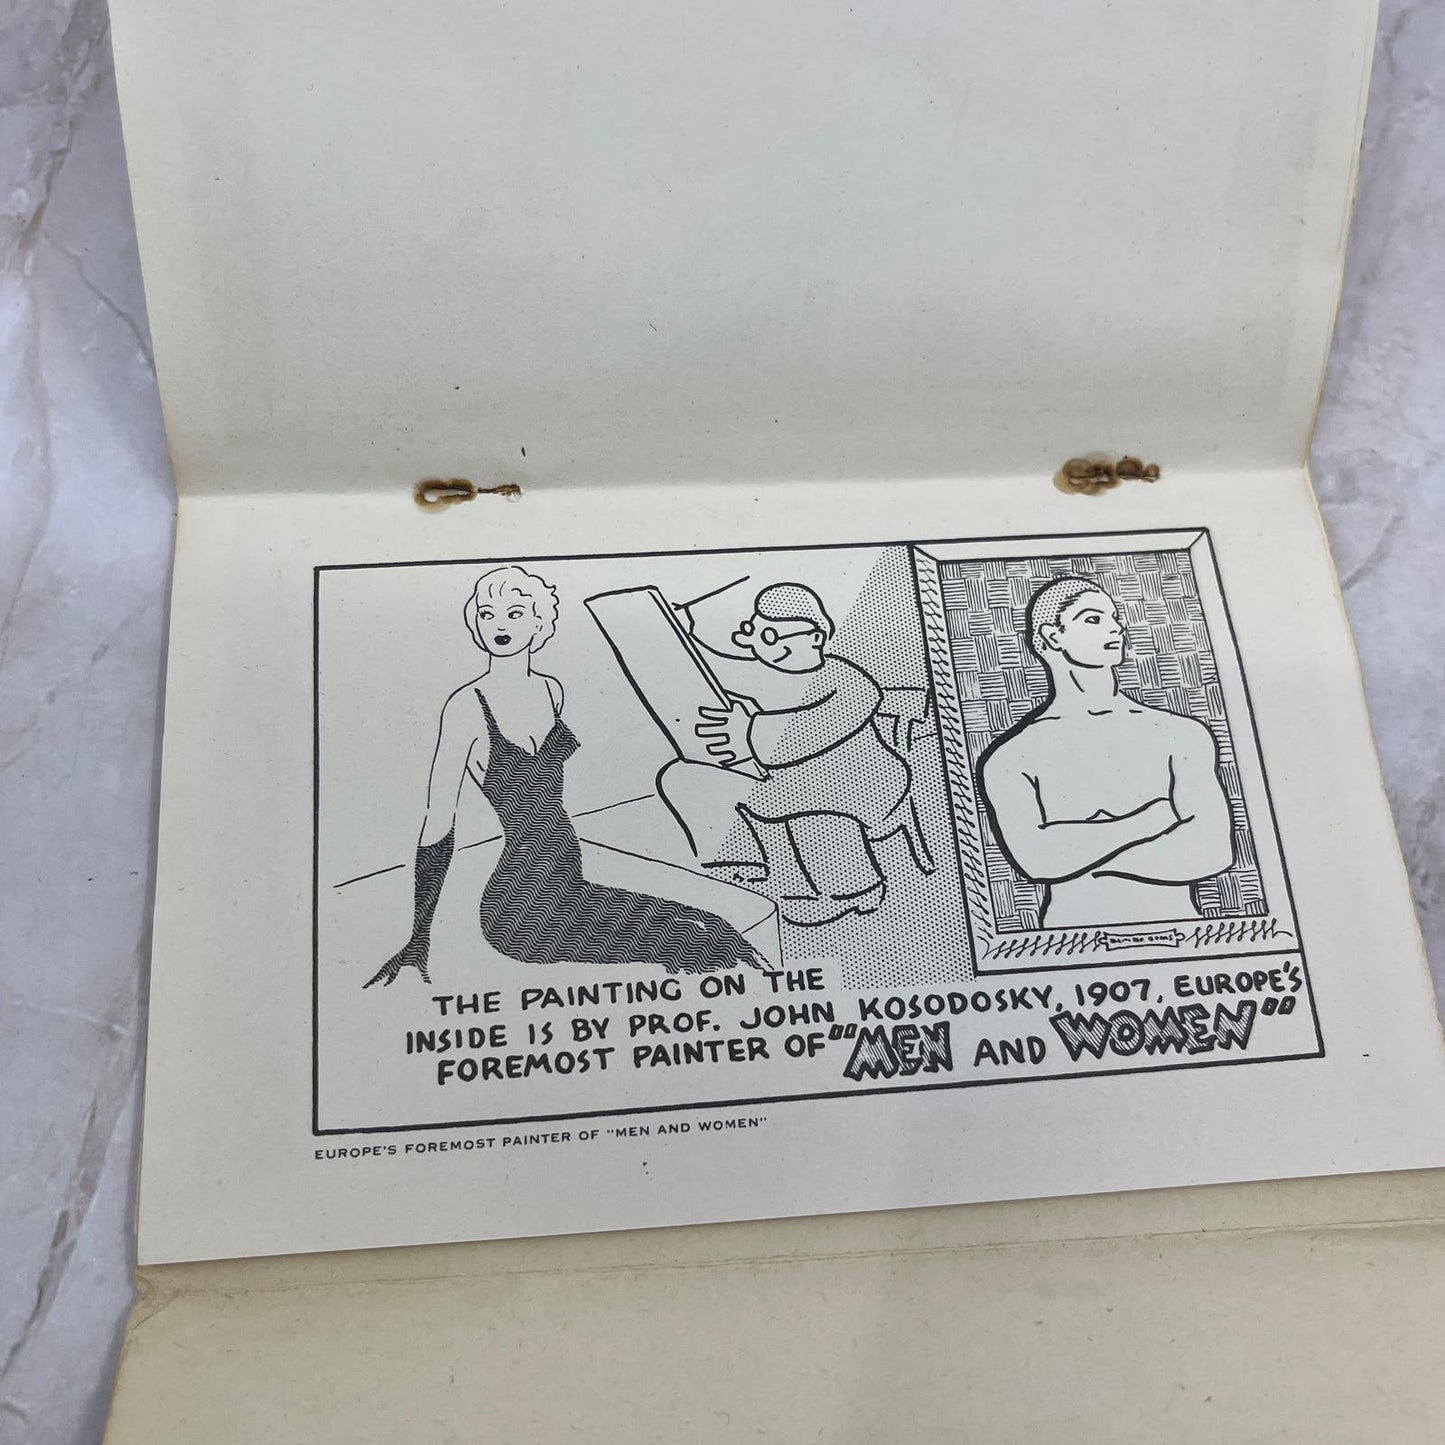 THE PAINTING ON THE
INSIDE IS BY PROF. JOHN KOSODOSKY, 1907, EUROPE'S
FOREMOST PAINTER OF "MEN AND WOMEN"
EUROPE'S FOREMOST PAINTER OF "MEN AND WOMEN"